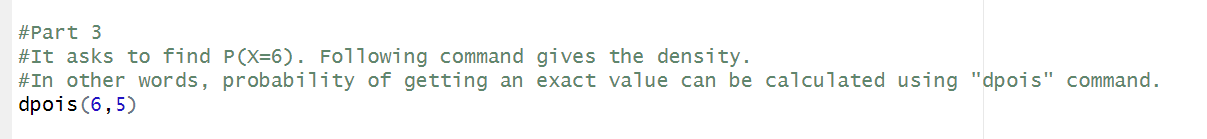 #Part 3
#It asks to find P(X=6). Following command gives the density.
#In other words, probability of getting an exact value can be calculated using "dpois" command.
dpois(6,5)